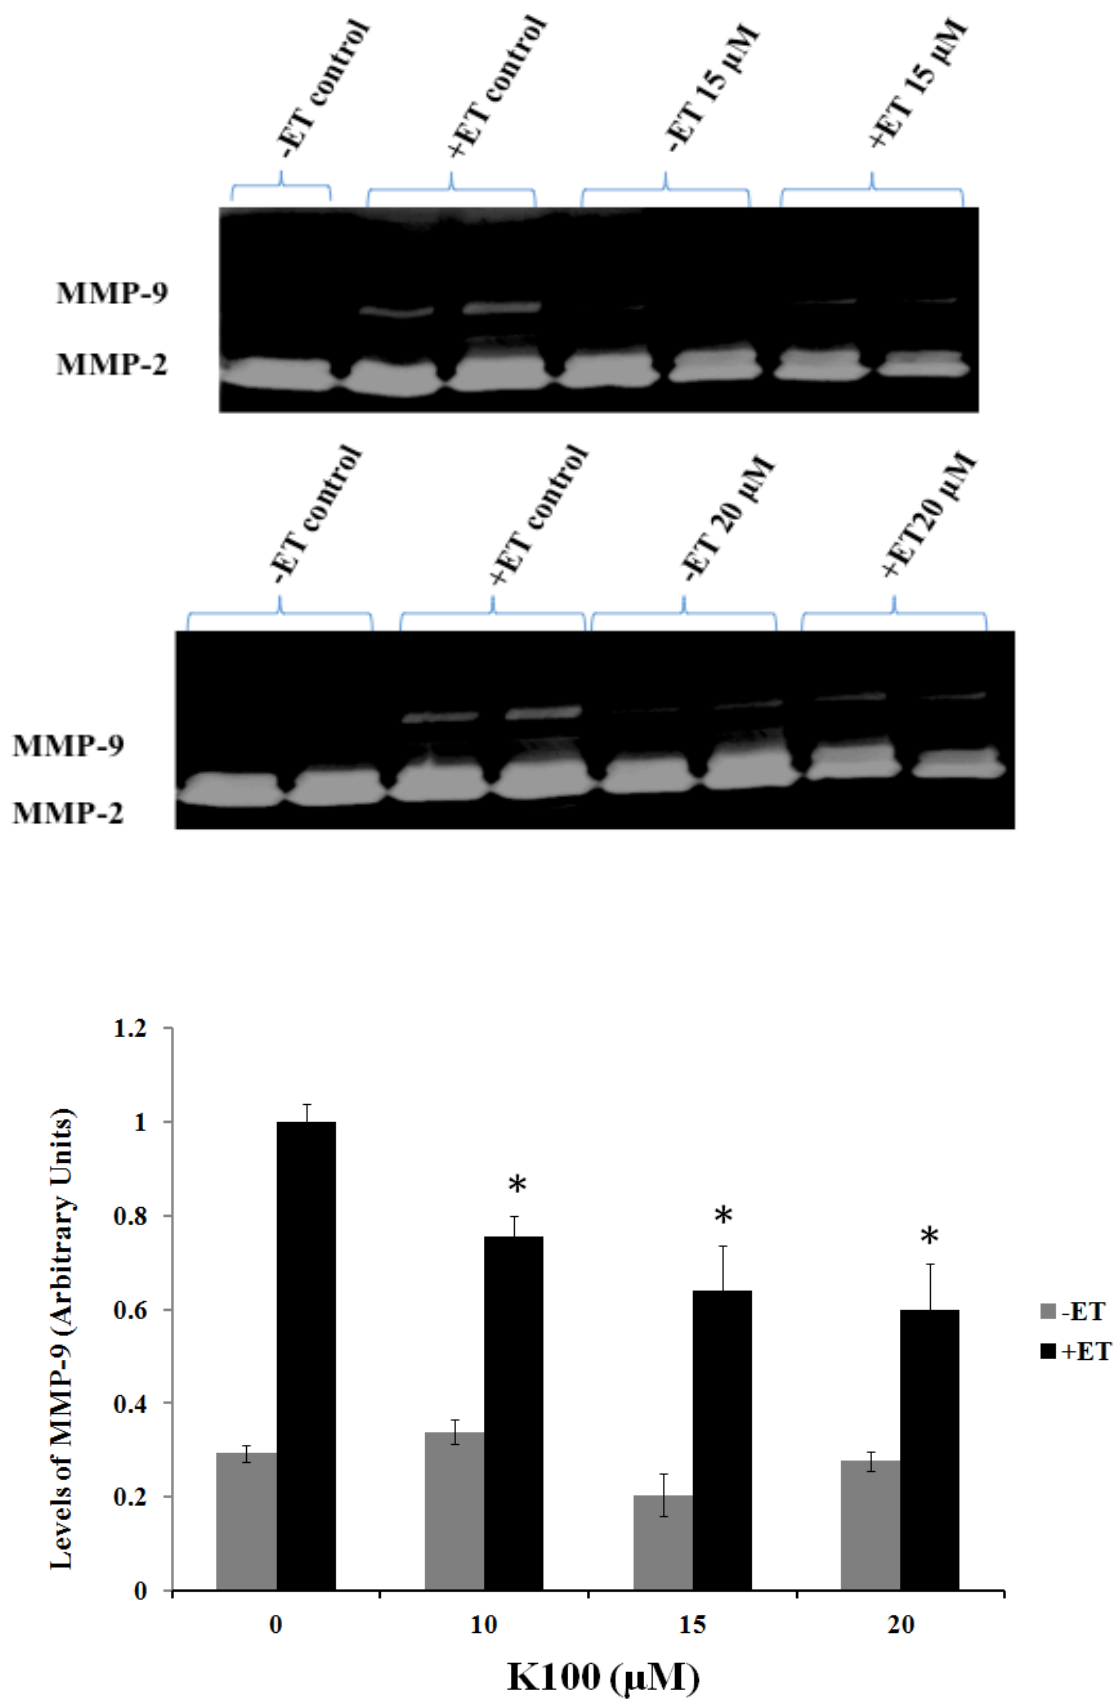 -ET control
+ET control
-ET 15 μM
+ET 15 μM
MMP-9
MMP-2
-ET control
+ET control
-ET 20 μM
+ET20 μM
MMP-9
MMP-2
Levels of MMP-9 (Arbitrary Units)
1.2
1
0.8
0.6
0.4
0.2
0
*
*
*
-ET
+ET
0
10
15
20
K100 (μM)